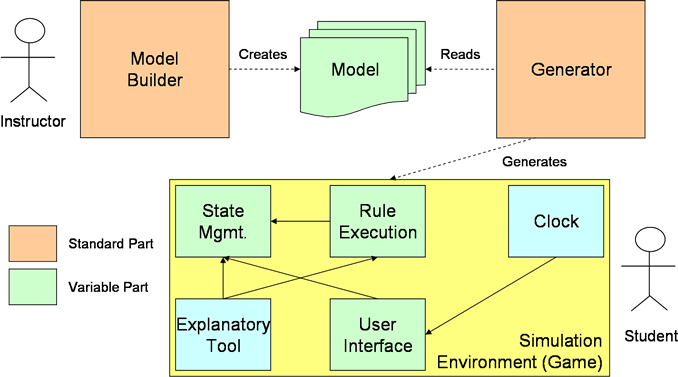 Instructor
Model
Builder
Creates
Model
Reads
Generator
Generates
Standard Part
Variable Part
State
Mgmt.
Rule
Execution
Clock
Explanatory
Tool
User
Interface
Simulation
Environment (Game)
Student